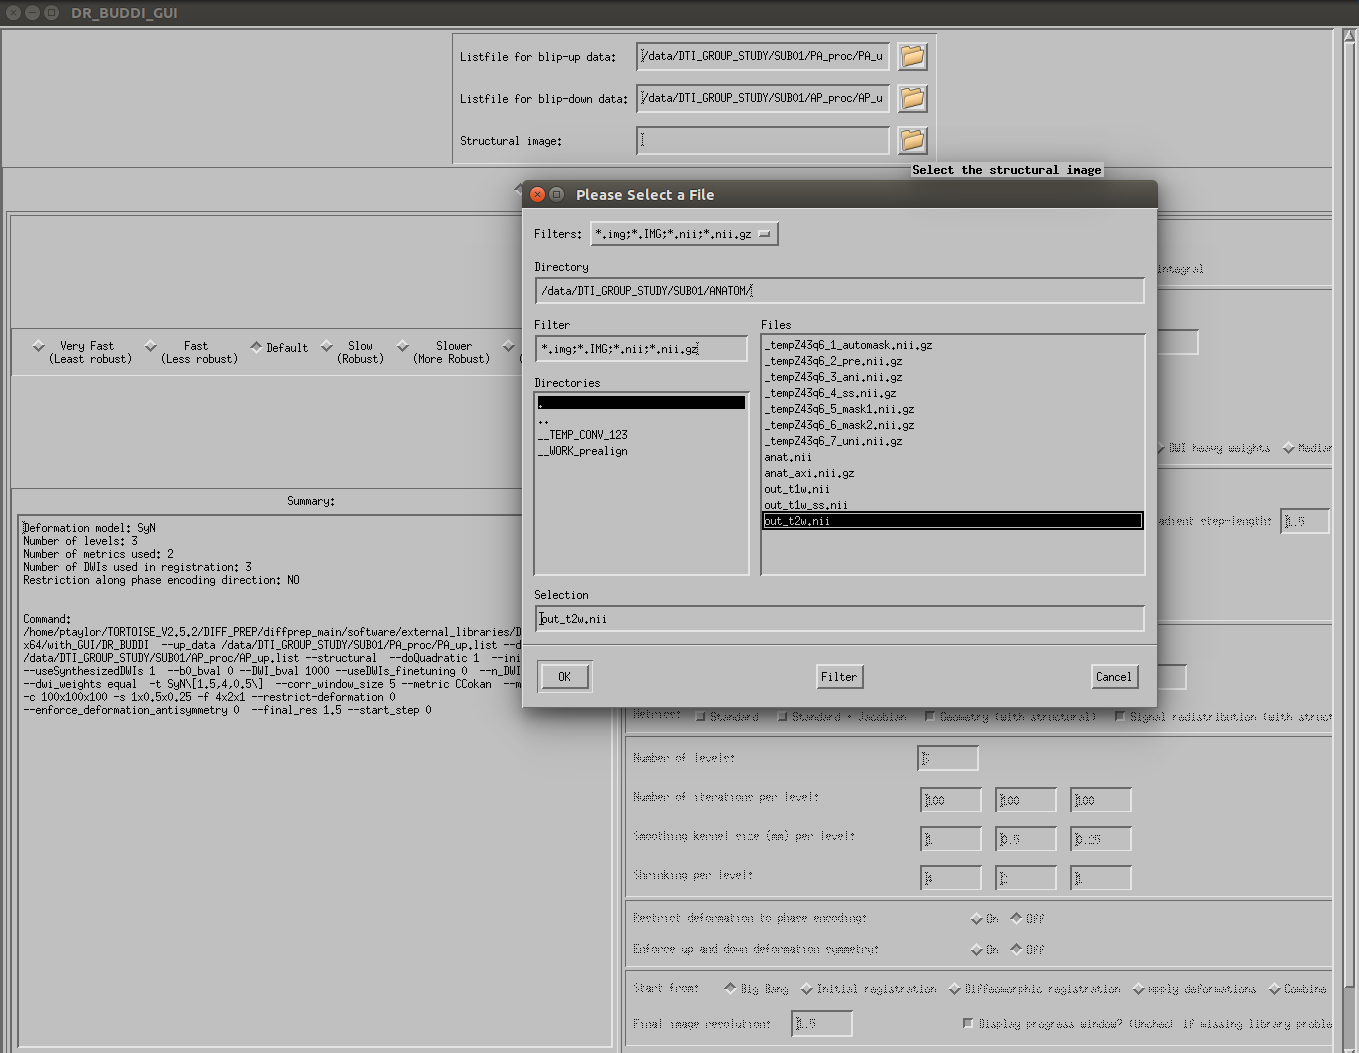 DR_BUDDI_GUI
Listfile for blip-up data: /data/DTI_GROUP_STUDY/SUB01/PA_proc/PA_u
Listfile for blip-down data: /data/DTI_GROUP_STUDY/SUB01/AP_proc/AP_u
Structural image:
Select the structural image
Please Select a File
Filters: *.img;*.IMG;*.nii;*.nii.gz
Directory
/data/DTI_GROUP_STUDY/SUB01/ANATOM/
Filter
*.img;*.IMG;*.nii;*.nii.gz
Directories
.
..
__TEMP_CONV_123
__WORK_prealign
Files
_tempZ43q6_1_automask.nii.gz
_tempZ43q6_2_pre.nii.gz
_tempZ43q6_3_ani.nii.gz
_tempZ43q6_4_ss.nii.gz
_tempZ43q6_5_mask1.nii.gz
_tempZ43q6_6_mask2.nii.gz
_tempZ43q6_7_uni.nii.gz
anat.nii
anat_axi.nii.gz
out_t1w.nii
out_t1w_ss.nii
out_t2w.nii
Selection
out_t2w.nii
OK
Filter
Cancel
integral
Very Fast
(Least robust)
Fast
(Less robust)
Default
Slow
(Robust)
Slower
(More Robust)
DWI heavy weights
Median
adient step-length: 1.5
Summary:
Deformation model: SyN
Number of levels: 3
Number of metrics used: 2
Number of DWIs used in registration: 3
Restriction along phase encoding direction: NO
Command:
/home/ptaylor/TORTOISE_V2.5.2/DIFF_PREP/diffprep_main/software/external_libraries/D
x64/with_GUI/DR_BUDDI --up_data /data/DTI_GROUP_STUDY/SUB01/PA_proc/PA_up.list --d
/data/DTI_GROUP_STUDY/SUB01/AP_proc/AP_up.list --structural --doQuadratic 1 --ini
--useSynthesizedDWIs 1 --b0_bval 0 --DWI_bval 1000 --useDWIs_finetuning 0 --n_DWI
--dwi_weights equal -t SyN\[1.5,4,0.5\] --corr_window_size 5 --metric CCokan --m
-c 100x100x100 -s 1x0.5x0.25 -f 4x2x1 --restrict-deformation 0
--enforce_deformation_antisymmetry 0 --final_res 1.5 --start_step 0
Metrics: Standard Standard + Jacobian Geometry (with structural) Signal redistribution (with struct
Number of levels: 3
Number of iterations per level: 100 100 100
Smoothing kernel size (mm) per level: 1 0.5 0.25
Shrinking per level: 4 2 1
Restrict deformation to phase encoding: On Off
Enforce up and down deformation symmetry: On Off
Start from: Big Bang Initial registration Diffeomorphic registration Apply deformations Combine
Final image resolution: 1.5
Display progress window? (Uncheck if missing library proble